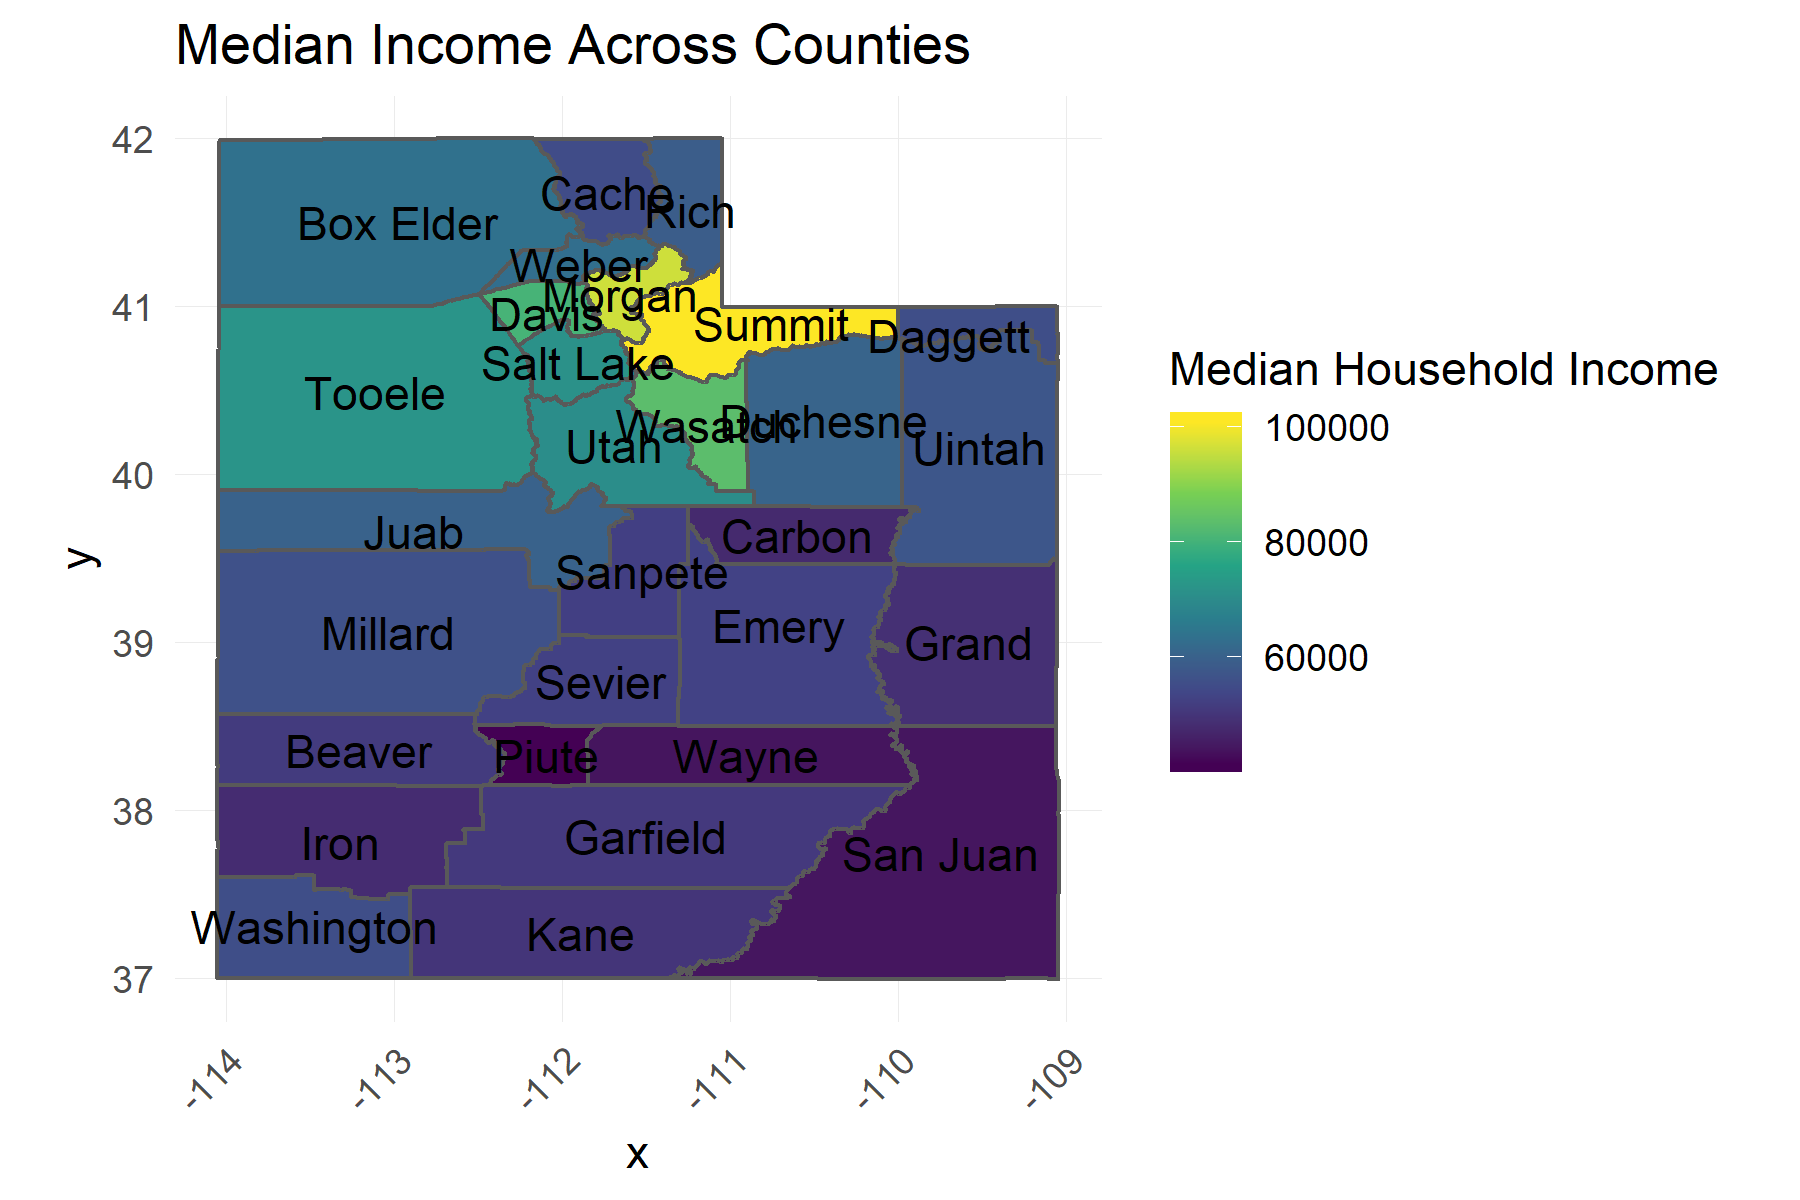 Median Income Across Counties
42
41
40
39
38
37
y
Cache
Rich
Box Elder
Weber
Morgan
Davis
Summit
Daggett
Salt Lake
Tooele
Wasatch
Duchesne
Utah
Uintah
Juab
Carbon
Sanpete
Millard
Emery
Grand
Sevier
Beaver
Piute
Wayne
Iron
Garfield
San Juan
Washington
Kane
-114
-113
-112
-111
-110
-109
x
Median Household Income
100000
80000
60000